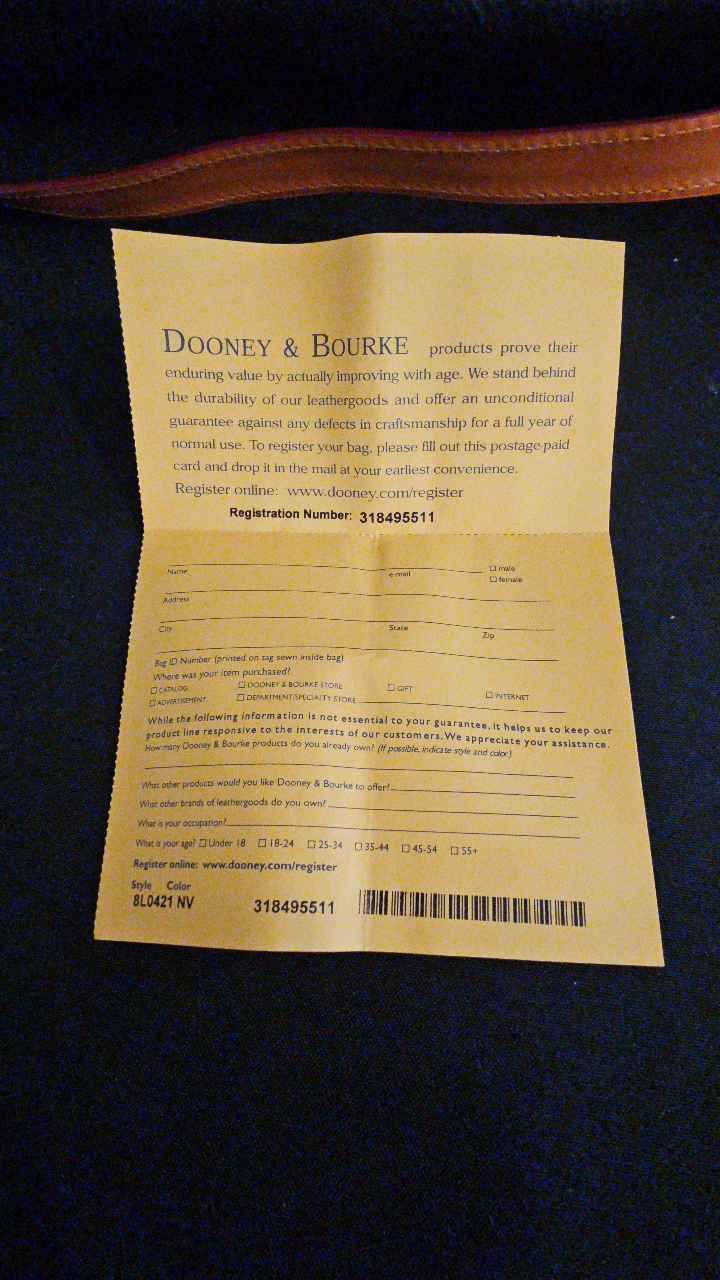 DOONEY & BOURKE products prove their
enduring value by actually improving with age. We stand behind
the durability of our leathergoods and offer an unconditional
guarantee against any defects in craftsmanship for a full year of
normal use. To register your bag, please fill out this postage-paid
card and drop it in the mail at your earliest convenience.
Register online: www.dooney.com/register
Registration Number: 318495511
Name e-mail □ male
□ female
Address
City State Zip
Bag ID Number (printed on tag sewn inside bag)
Where was your item purchased?
□ CATALOG □ DOONEY & BOURKE STORE □ GIFT □ INTERNET
□ ADVERTISEMENT □ DEPARTMENT/SPECIALTY STORE
While the following information is not essential to your guarantee, it helps us to keep our
product line responsive to the interests of our customers. We appreciate your assistance.
How many Dooney & Bourke products do you already own? (If possible, indicate style and color)
What other products would you like Dooney & Bourke to offer?
What other brands of leathergoods do you own?
What is your occupation?
What is your age? □ Under 18 □ 18-24 □ 25-34 □ 35-44 □ 45-54 □ 55+
Register online: www.dooney.com/register
Style Color
8L0421 NV 318495511